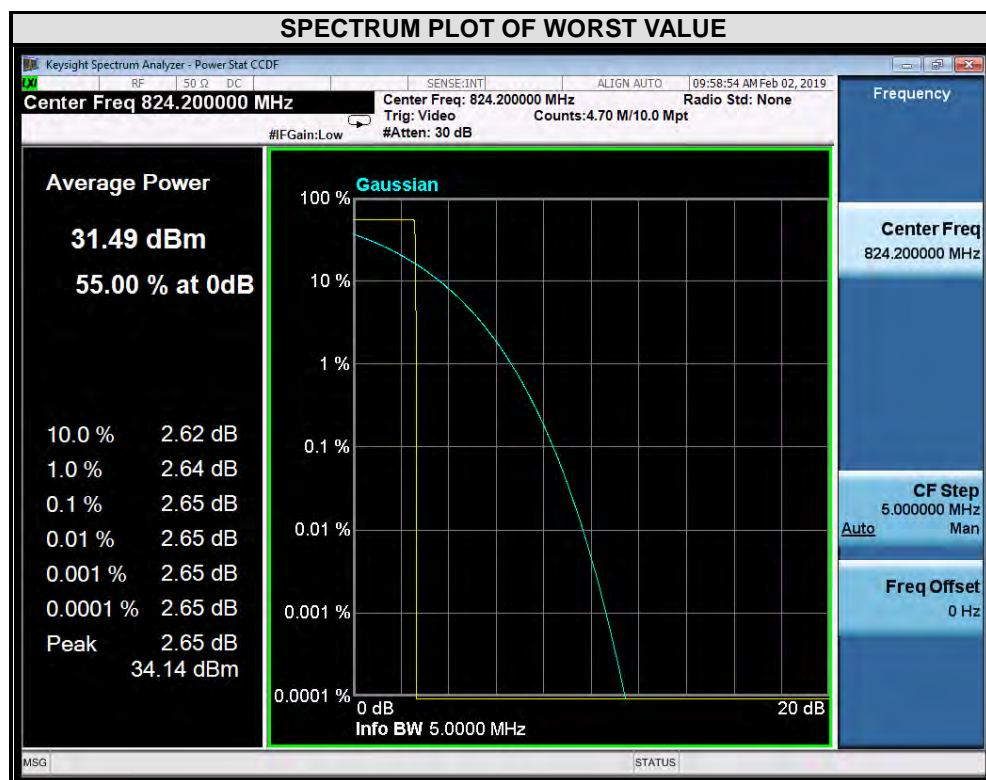 SPECTRUM PLOT OF WORST VALUE
Keysight Spectrum Analyzer - Power Stat CCDF
LXI RF 50 Ω DC SENSE:INT ALIGN AUTO 09:58:54 AM Feb 02, 2019
Center Freq 824.200000 MHz
Center Freq: 824.200000 MHz Radio Std: None
Trig: Video Counts:4.70 M/10.0 Mpt
#IFGain:Low #Atten: 30 dB
Average Power
31.49 dBm
55.00 % at 0dB
10.0 % 2.62 dB
1.0 % 2.64 dB
0.1 % 2.65 dB
0.01 % 2.65 dB
0.001 % 2.65 dB
0.0001 % 2.65 dB
Peak 2.65 dB
34.14 dBm
Gaussian
100 %
10 %
1 %
0.1 %
0.01 %
0.001 %
0.0001 %
0 dB 20 dB
Info BW 5.0000 MHz
Frequency
Center Freq
824.200000 MHz
CF Step
5.000000 MHz
Auto Man
Freq Offset
0 Hz
MSG STATUS